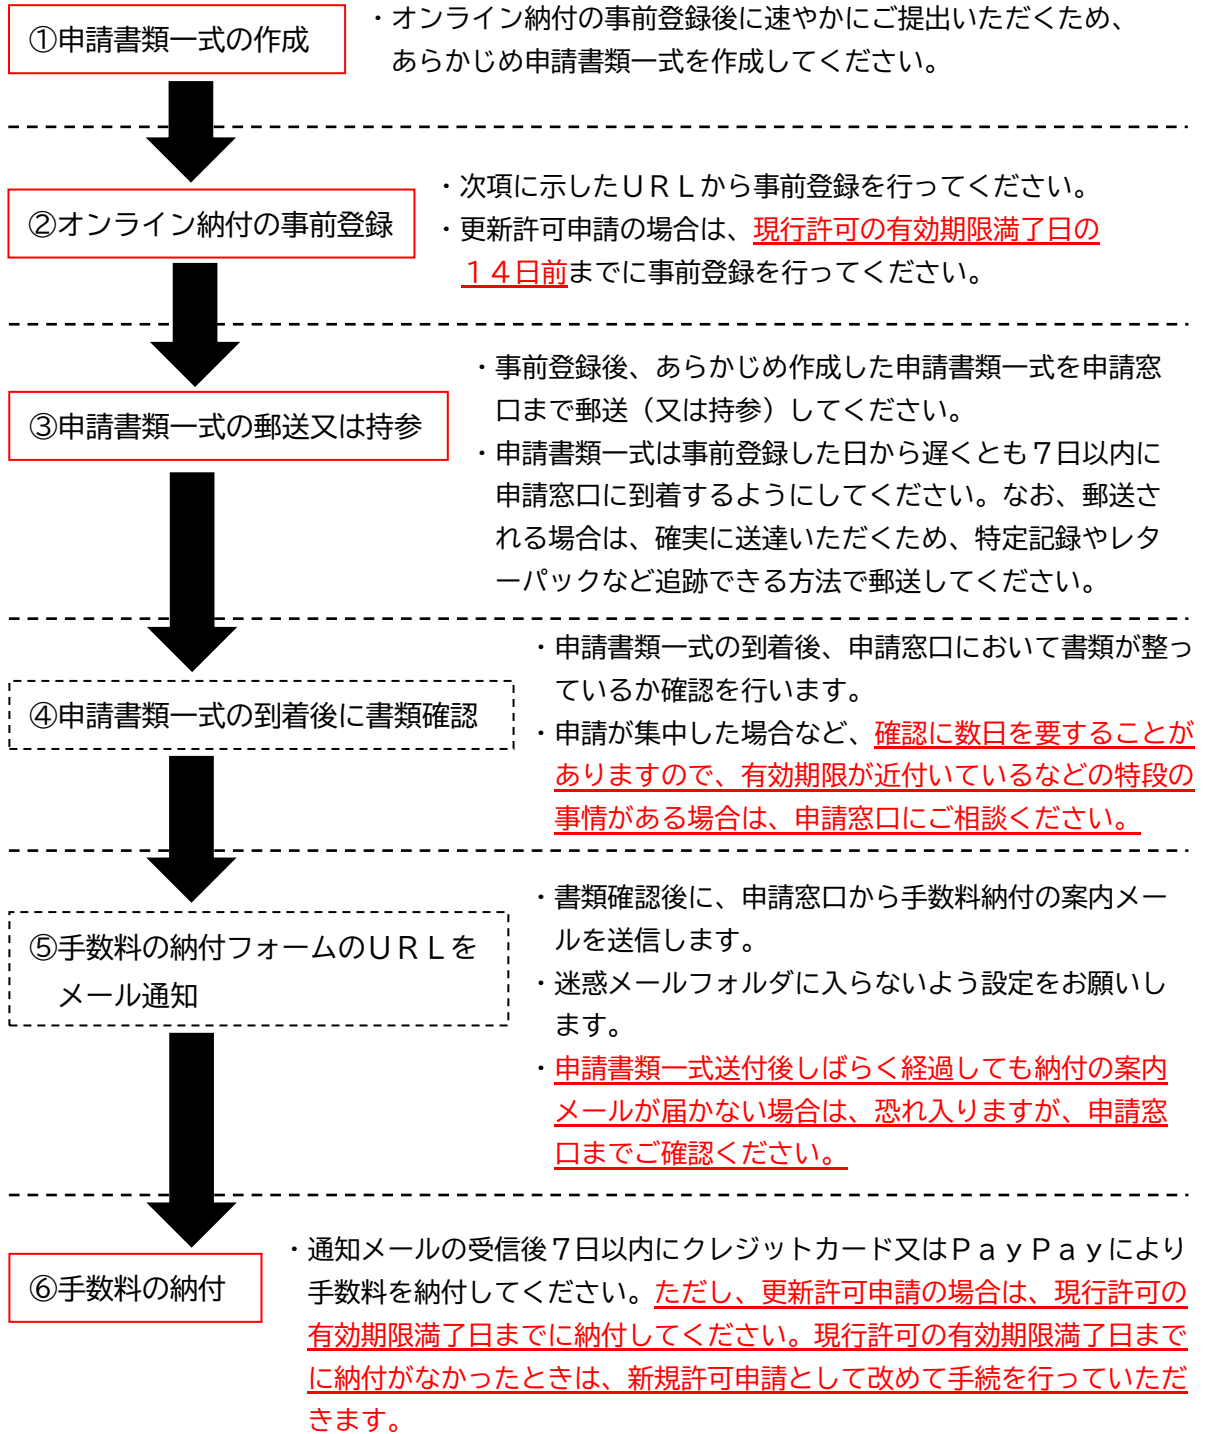 ①申請書類一式の作成
・オンライン納付の事前登録後に速やかにご提出いただくため、
あらかじめ申請書類一式を作成してください。
②オンライン納付の事前登録
・次項に示したＵＲＬから事前登録を行ってください。
・更新許可申請の場合は、現行許可の有効期限満了日の
１４日前までに事前登録を行ってください。
③申請書類一式の郵送又は持参
・事前登録後、あらかじめ作成した申請書類一式を申請窓
口まで郵送（又は持参）してください。
・申請書類一式は事前登録した日から遅くとも７日以内に
申請窓口に到着するようにしてください。なお、郵送さ
れる場合は、確実に送達いただくため、特定記録やレタ
ーパックなど追跡できる方法で郵送してください。
④申請書類一式の到着後に書類確認
・申請書類一式の到着後、申請窓口において書類が整っ
ているか確認を行います。
・申請が集中した場合など、確認に数日を要することが
ありますので、有効期限が近付いているなどの特段の
事情がある場合は、申請窓口にご相談ください。
⑤手数料の納付フォームのＵＲＬを
メール通知
・書類確認後に、申請窓口から手数料納付の案内メー
ルを送信します。
・迷惑メールフォルダに入らないよう設定をお願いし
ます。
・申請書類一式送付後しばらく経過しても納付の案内
メールが届かない場合は、恐れ入りますが、申請窓
口までご確認ください。
⑥手数料の納付
・通知メールの受信後７日以内にクレジットカード又はＰａｙＰａｙにより
手数料を納付してください。ただし、更新許可申請の場合は、現行許可の
有効期限満了日までに納付してください。現行許可の有効期限満了日まで
に納付がなかったときは、新規許可申請として改めて手続を行っていただ
きます。